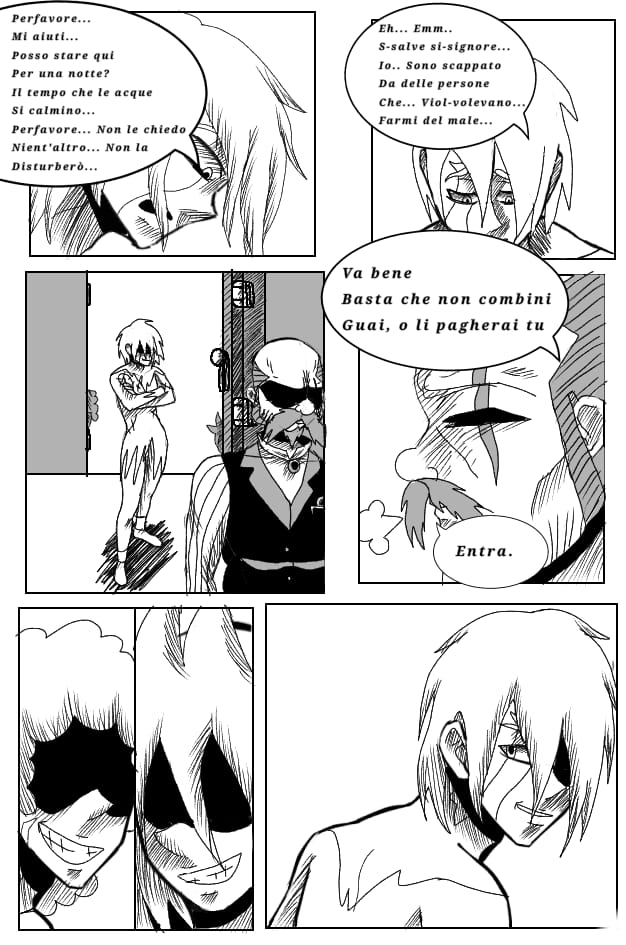 Perfavore...
Mi aiuti...
Posso stare qui
Per una notte?
Il tempo che le acque
Si calmino...
Perfavore... Non le chiedo
Nient'altro... Non la
Disturberò...
Eh... Emm..
S-salve si-signore...
Io.. Sono scappato
Da delle persone
Che... Viol-volevano...
Farmi del male...
Va bene
Basta che non combini
Guai, o li pagherai tu
Entra.